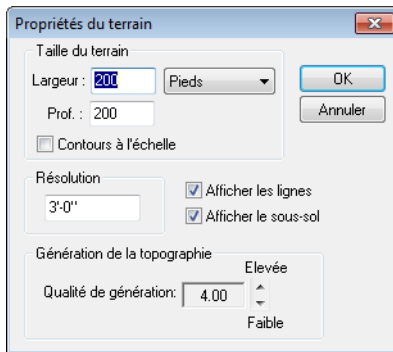 Propriétés du terrain
Taille du terrain
Largeur : 200 Pieds
OK
Prof. : 200
Annuler
Contours à l'échelle
Résolution
3'-0"
Afficher les lignes
Afficher le sous-sol
Génération de la topographie
Elevée
Qualité de génération: 4.00
Faible